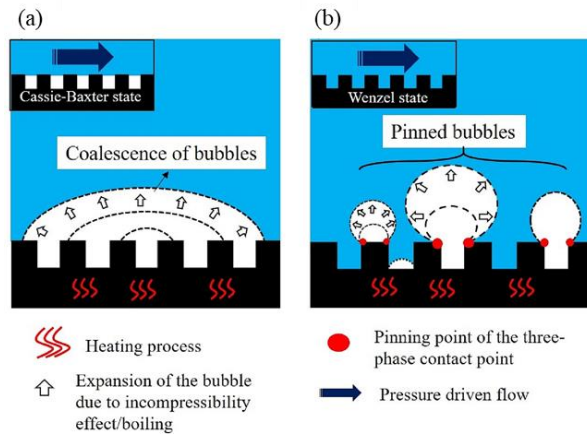 (a)
(b)
Cassie-Baxter state
Wenzel state
Coalescence of bubbles
Pinned bubbles
Heating process
Expansion of the bubble
due to incompressibility
effect/boiling
Pinning point of the three-
phase contact point
Pressure driven flow